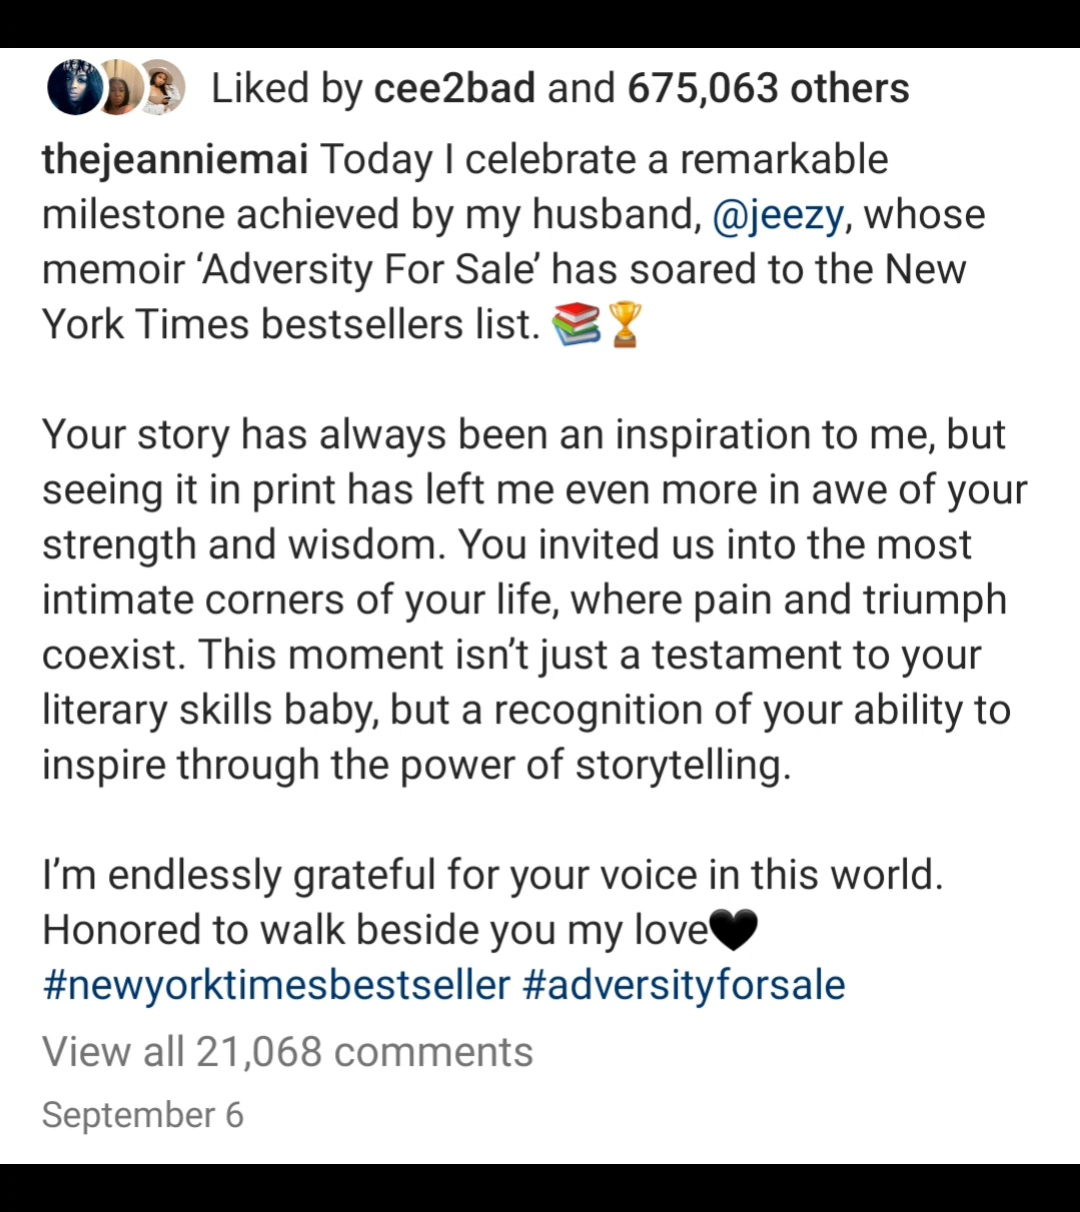 Liked by cee2bad and 675,063 others
thejeanniemai Today I celebrate a remarkable
milestone achieved by my husband, @jeezy, whose
memoir ‘Adversity For Sale’ has soared to the New
York Times bestsellers list. 📚🏆
Your story has always been an inspiration to me, but
seeing it in print has left me even more in awe of your
strength and wisdom. You invited us into the most
intimate corners of your life, where pain and triumph
coexist. This moment isn’t just a testament to your
literary skills baby, but a recognition of your ability to
inspire through the power of storytelling.
I’m endlessly grateful for your voice in this world.
Honored to walk beside you my love🖤
#newyorktimesbestseller #adversityforsale
View all 21,068 comments
September 6